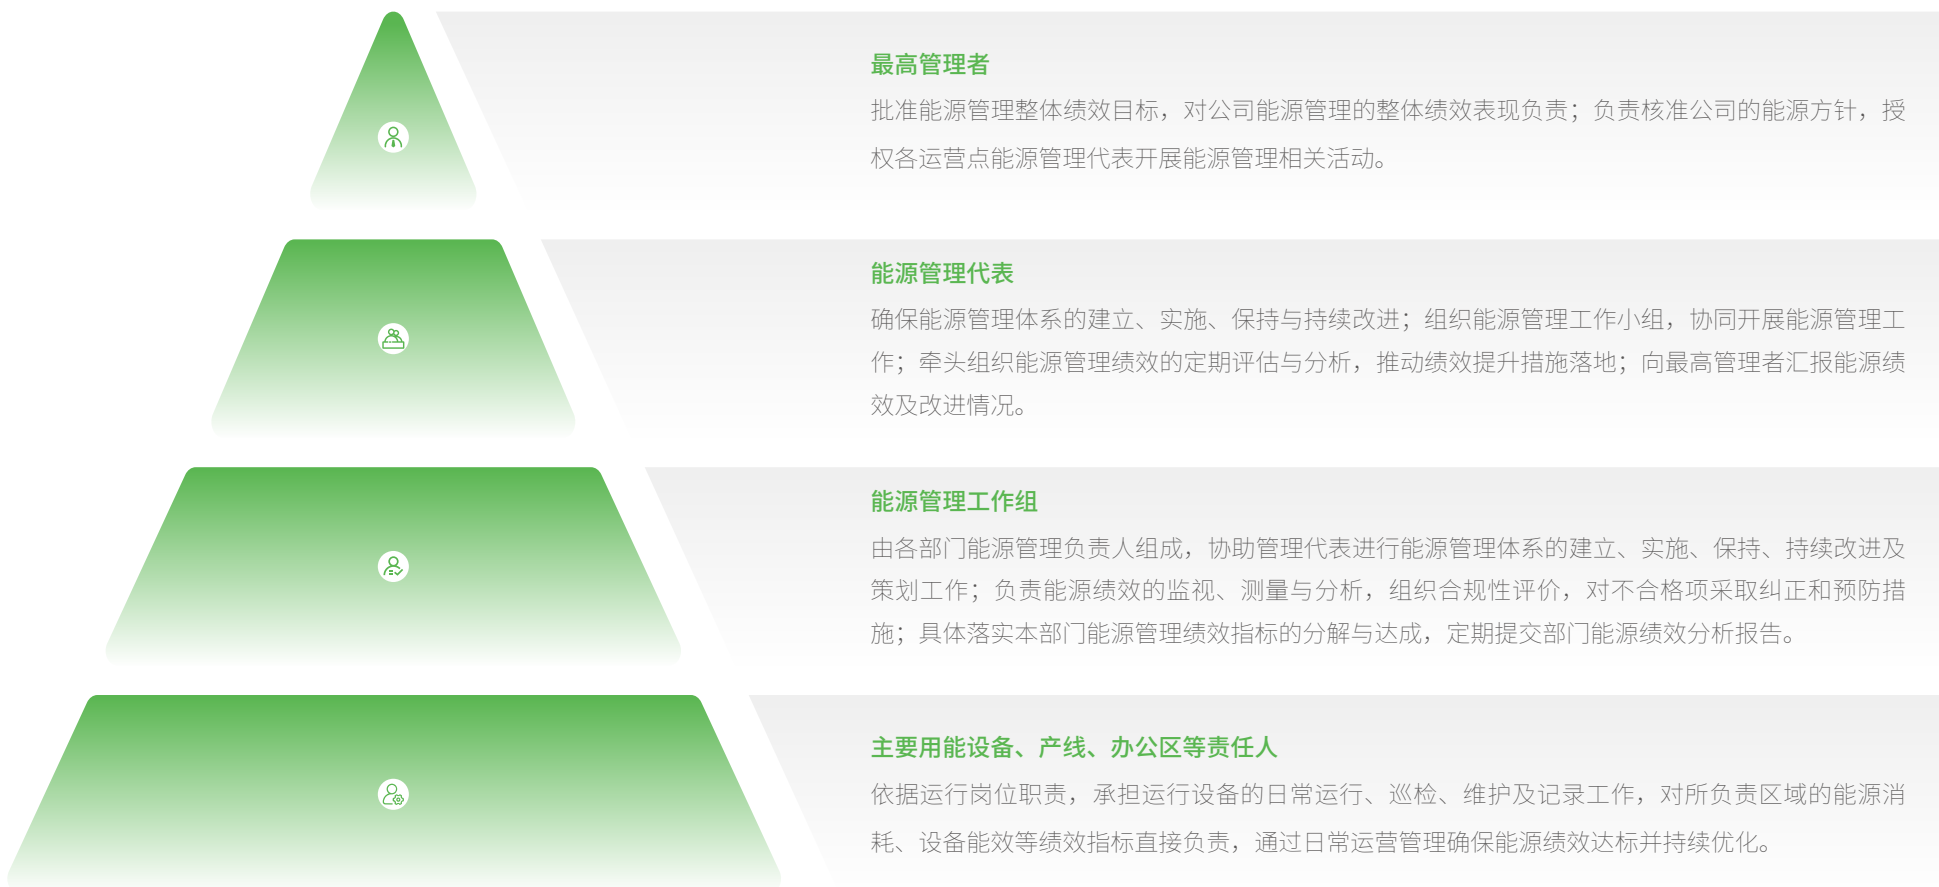 最高管理者
批准能源管理整体绩效目标，对公司能源管理的整体绩效表现负责；负责核准公司的能源方针，授
权各运营点能源管理代表开展能源管理相关活动。
能源管理代表
确保能源管理体系的建立、实施、保持与持续改进；组织能源管理工作小组，协同开展能源管理工
作；牵头组织能源管理绩效的定期评估与分析，推动绩效提升措施落地；向最高管理者汇报能源绩
效及改进情况。
能源管理工作组
由各部门能源管理负责人组成，协助管理代表进行能源管理体系的建立、实施、保持、持续改进及
策划工作；负责能源绩效的监视、测量与分析，组织合规性评价，对不合格项采取纠正和预防措
施；具体落实本部门能源管理绩效指标的分解与达成，定期提交部门能源绩效分析报告。
主要用能设备、产线、办公区等责任人
依据运行岗位职责，承担运行设备的日常运行、巡检、维护及记录工作，对所负责区域的能源消
耗、设备能效等绩效指标直接负责，通过日常运营管理确保能源绩效达标并持续优化。